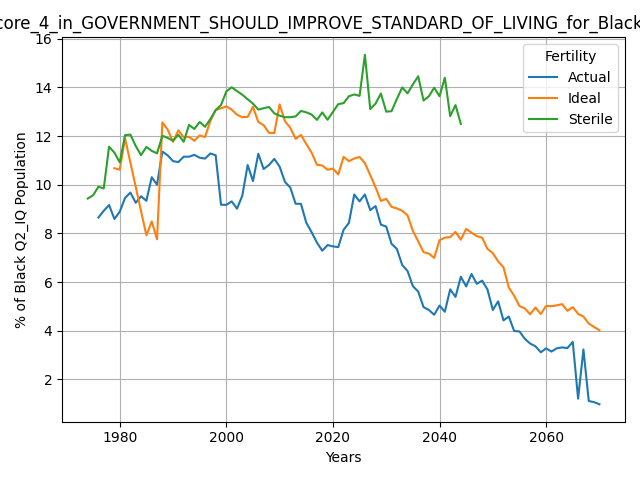 core_4_in_GOVERNMENT_SHOULD_IMPROVE_STANDARD_OF_LIVING_for_Black
% of Black Q2_IQ Population
16
14
12
10
8
6
4
2
Fertility
Actual
Ideal
Sterile
1980
2000
2020
2040
2060
Years